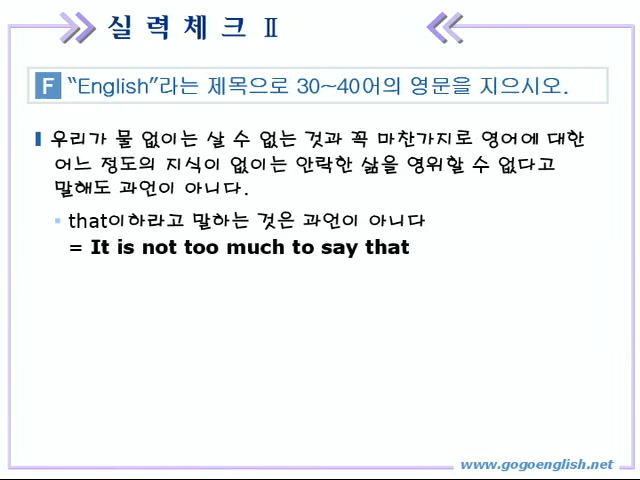 실 력 체 크 Ⅱ
F "English"라는 제목으로 30~40어의 영문을 지으시오.
우리가 물 없이는 살 수 없는 것과 꼭 마찬가지로 영어에 대한
어느 정도의 지식이 없이는 안락한 삶을 영위할 수 없다고
말해도 과언이 아니다.
that이하라고 말하는 것은 과언이 아니다
= It is not too much to say that
www.gogoenglish.net